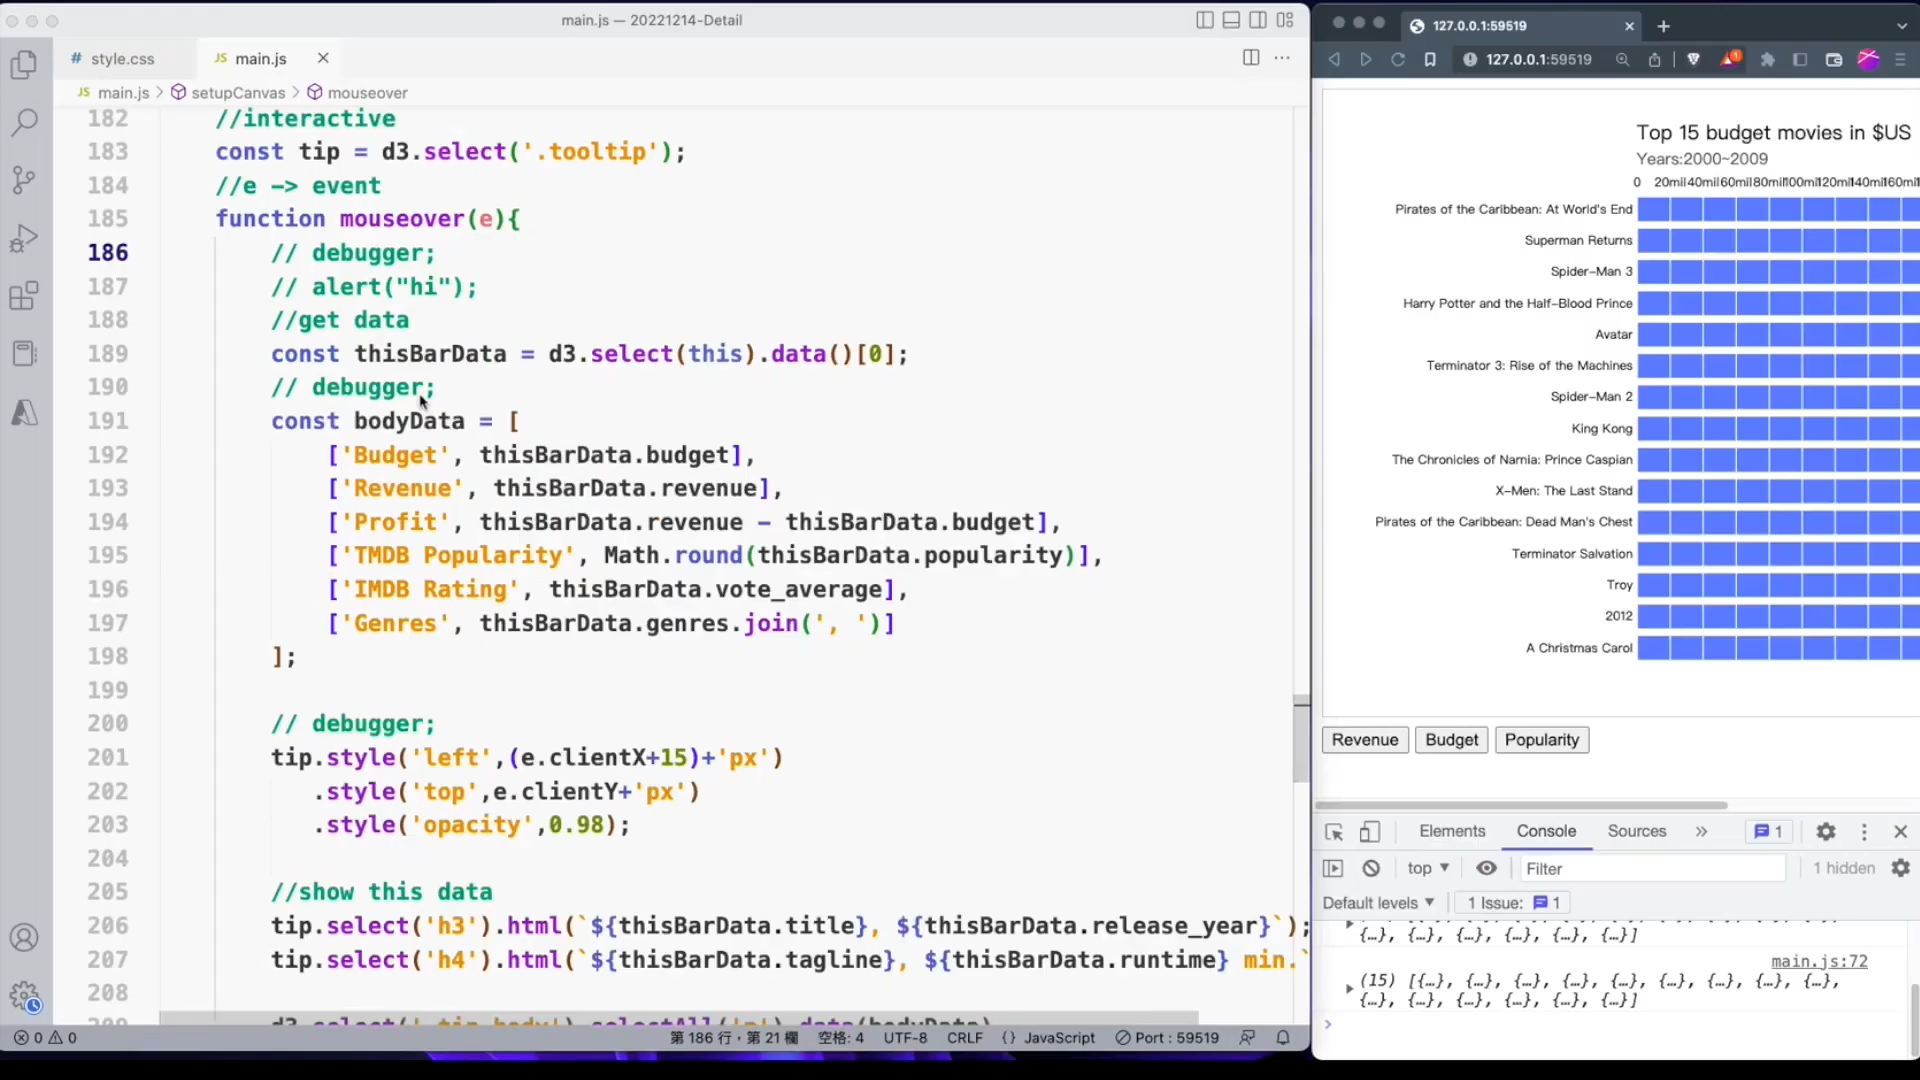 main.js — 20221214-Detail
# style.css
JS main.js
JS main.js > setupCanvas > mouseover
182 //interactive
183 const tip = d3.select('.tooltip');
184 //e -> event
185 function mouseover(e){
186 // debugger;
187 // alert("hi");
188 //get data
189 const thisBarData = d3.select(this).data()[0];
190 // debugger;
191 const bodyData = [
192 ['Budget', thisBarData.budget],
193 ['Revenue', thisBarData.revenue],
194 ['Profit', thisBarData.revenue - thisBarData.budget],
195 ['TMDB Popularity', Math.round(thisBarData.popularity)],
196 ['IMDB Rating', thisBarData.vote_average],
197 ['Genres', thisBarData.genres.join(', ')]
198 ];
199
200 // debugger;
201 tip.style('left',(e.clientX+15)+'px')
202 .style('top',e.clientY+'px')
203 .style('opacity',0.98);
204
205 //show this data
206 tip.select('h3').html(`${thisBarData.title}, ${thisBarData.release_year}`);
207 tip.select('h4').html(`${thisBarData.tagline}, ${thisBarData.runtime} min.`
208
0 0
第 186 行，第 21 欄
空格: 4
UTF-8
CRLF
{} JavaScript
Port : 59519
127.0.0.1:59519
127.0.0.1:59519
1
Top 15 budget movies in $US
Years:2000~2009
0 20mil 40mil 60mil 80mil 100mil 120mil 140mil 160mil
Pirates of the Caribbean: At World's End
Superman Returns
Spider-Man 3
Harry Potter and the Half-Blood Prince
Avatar
Terminator 3: Rise of the Machines
Spider-Man 2
King Kong
The Chronicles of Narnia: Prince Caspian
X-Men: The Last Stand
Pirates of the Caribbean: Dead Man's Chest
Terminator Salvation
Troy
2012
A Christmas Carol
Revenue
Budget
Popularity
Elements
Console
Sources
»
1
top
Filter
1 hidden
Default levels
1 Issue: 1
{…}, {…}, {…}, {…}, {…}, {…}]
main.js:72
(15) [{…}, {…}, {…}, {…}, {…}, {…}, {…}, {…}, {…},
{…}, {…}, {…}, {…}, {…}, {…}]